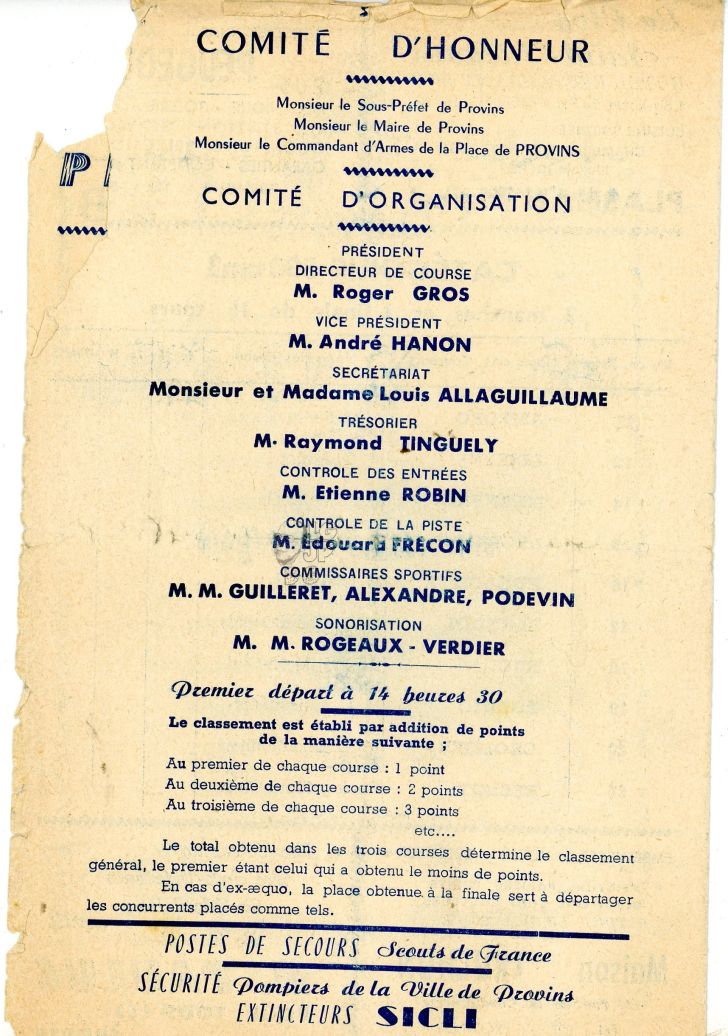 COMITÉ D'HONNEUR
Monsieur le Sous-Préfet de Provins
Monsieur le Maire de Provins
Monsieur le Commandant d'Armes de la Place de PROVINS
P
COMITÉ D'ORGANISATION
PRÉSIDENT
DIRECTEUR DE COURSE
M. Roger GROS
VICE PRÉSIDENT
M. André HANON
SECRÉTARIAT
Monsieur et Madame Louis ALLAGUILLAUME
TRÉSORIER
M. Raymond TINGUELY
CONTROLE DES ENTRÉES
M. Etienne ROBIN
CONTROLE DE LA PISTE
M. Édouard FRÉCON
COMMISSAIRES SPORTIFS
M. M. GUILLERET, ALEXANDRE, PODEVIN
SONORISATION
M. M. ROGEAUX - VERDIER
Premier départ à 14 heures 30
Le classement est établi par addition de points
de la manière suivante ;
Au premier de chaque course : 1 point
Au deuxième de chaque course : 2 points
Au troisième de chaque course : 3 points
etc....
Le total obtenu dans les trois courses détermine le classement
général, le premier étant celui qui a obtenu le moins de points.
En cas d'ex-æquo, la place obtenue à la finale sert à départager
les concurrents placés comme tels.
POSTES DE SECOURS Scouts de France
SÉCURITÉ Pompiers de la Ville de Provins
EXTINCTEURS SICLI